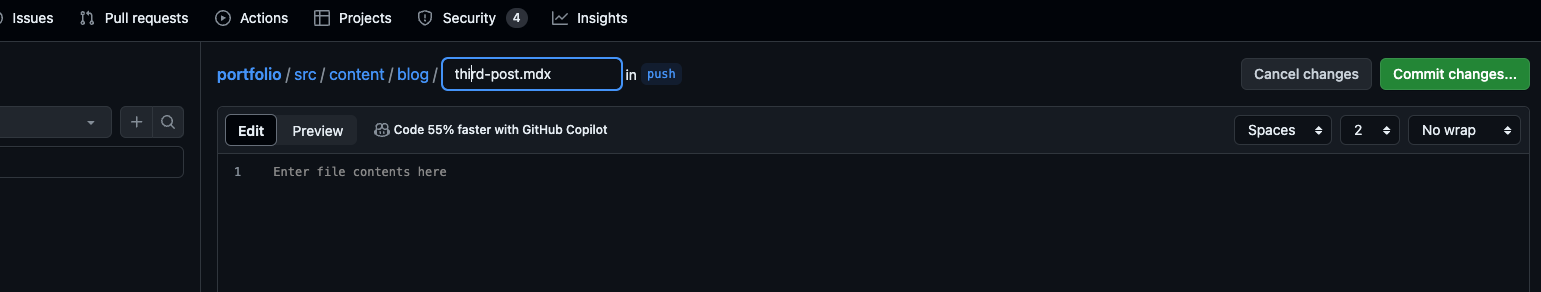 Issues Pull requests Actions Projects Security 4 Insights
portfolio / src / content / blog / third-post.mdx in push Cancel changes Commit changes...
Edit Preview Code 55% faster with GitHub Copilot Spaces 2 No wrap
1 Enter file contents here